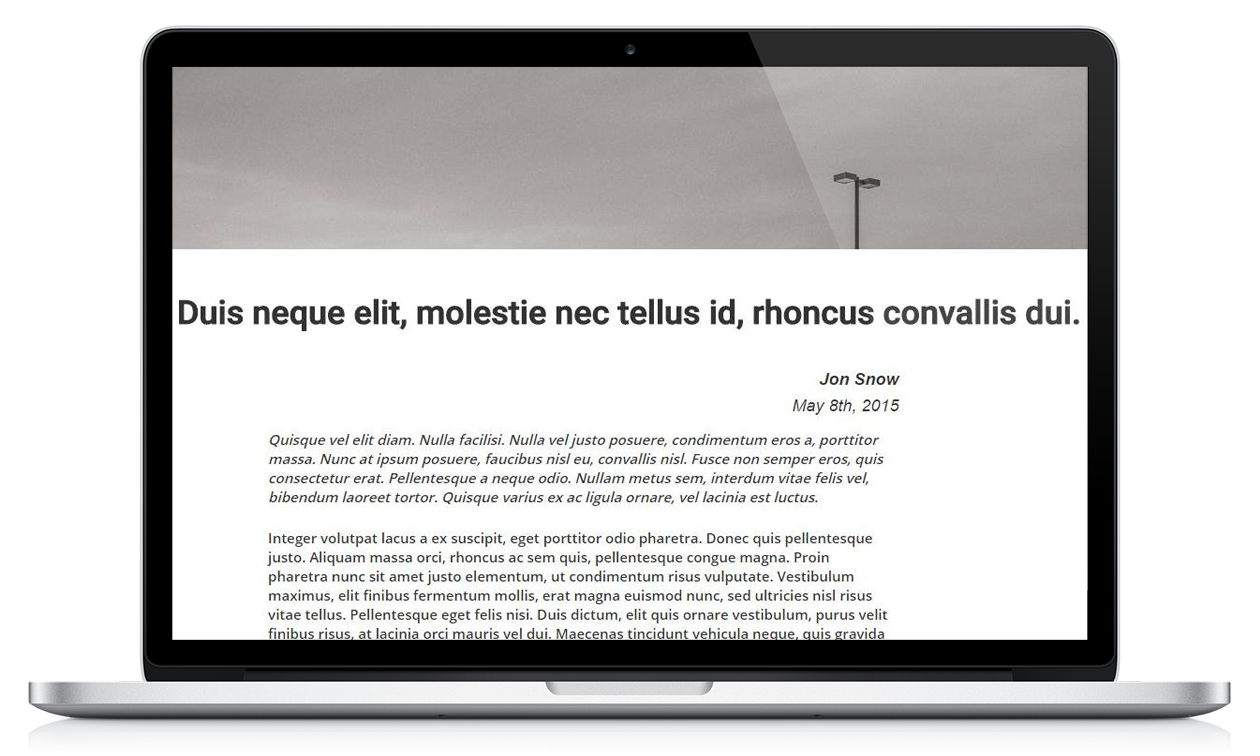 Duis neque elit, molestie nec tellus id, rhoncus convallis dui.
Jon Snow
May 8th, 2015
Quisque vel elit diam. Nulla facilisi. Nulla vel justo posuere, condimentum eros a, porttitor
massa. Nunc at ipsum posuere, faucibus nisl eu, convallis nisl. Fusce non semper eros, quis
consectetur erat. Pellentesque a neque odio. Nullam metus sem, interdum vitae felis vel,
bibendum laoreet tortor. Quisque varius ex ac ligula ornare, vel lacinia est luctus.
Integer volutpat lacus a ex suscipit, eget porttitor odio pharetra. Donec quis pellentesque
justo. Aliquam massa orci, rhoncus ac sem quis, pellentesque congue magna. Proin
pharetra nunc sit amet justo elementum, ut condimentum risus vulputate. Vestibulum
maximus, elit finibus fermentum mollis, erat magna euismod nunc, sed ultricies nisl risus
vitae tellus. Pellentesque eget felis nisi. Duis dictum, elit quis ornare vestibulum, purus velit
finibus risus, at lacinia orci mauris vel dui. Maecenas tincidunt vehicula neque, quis gravida